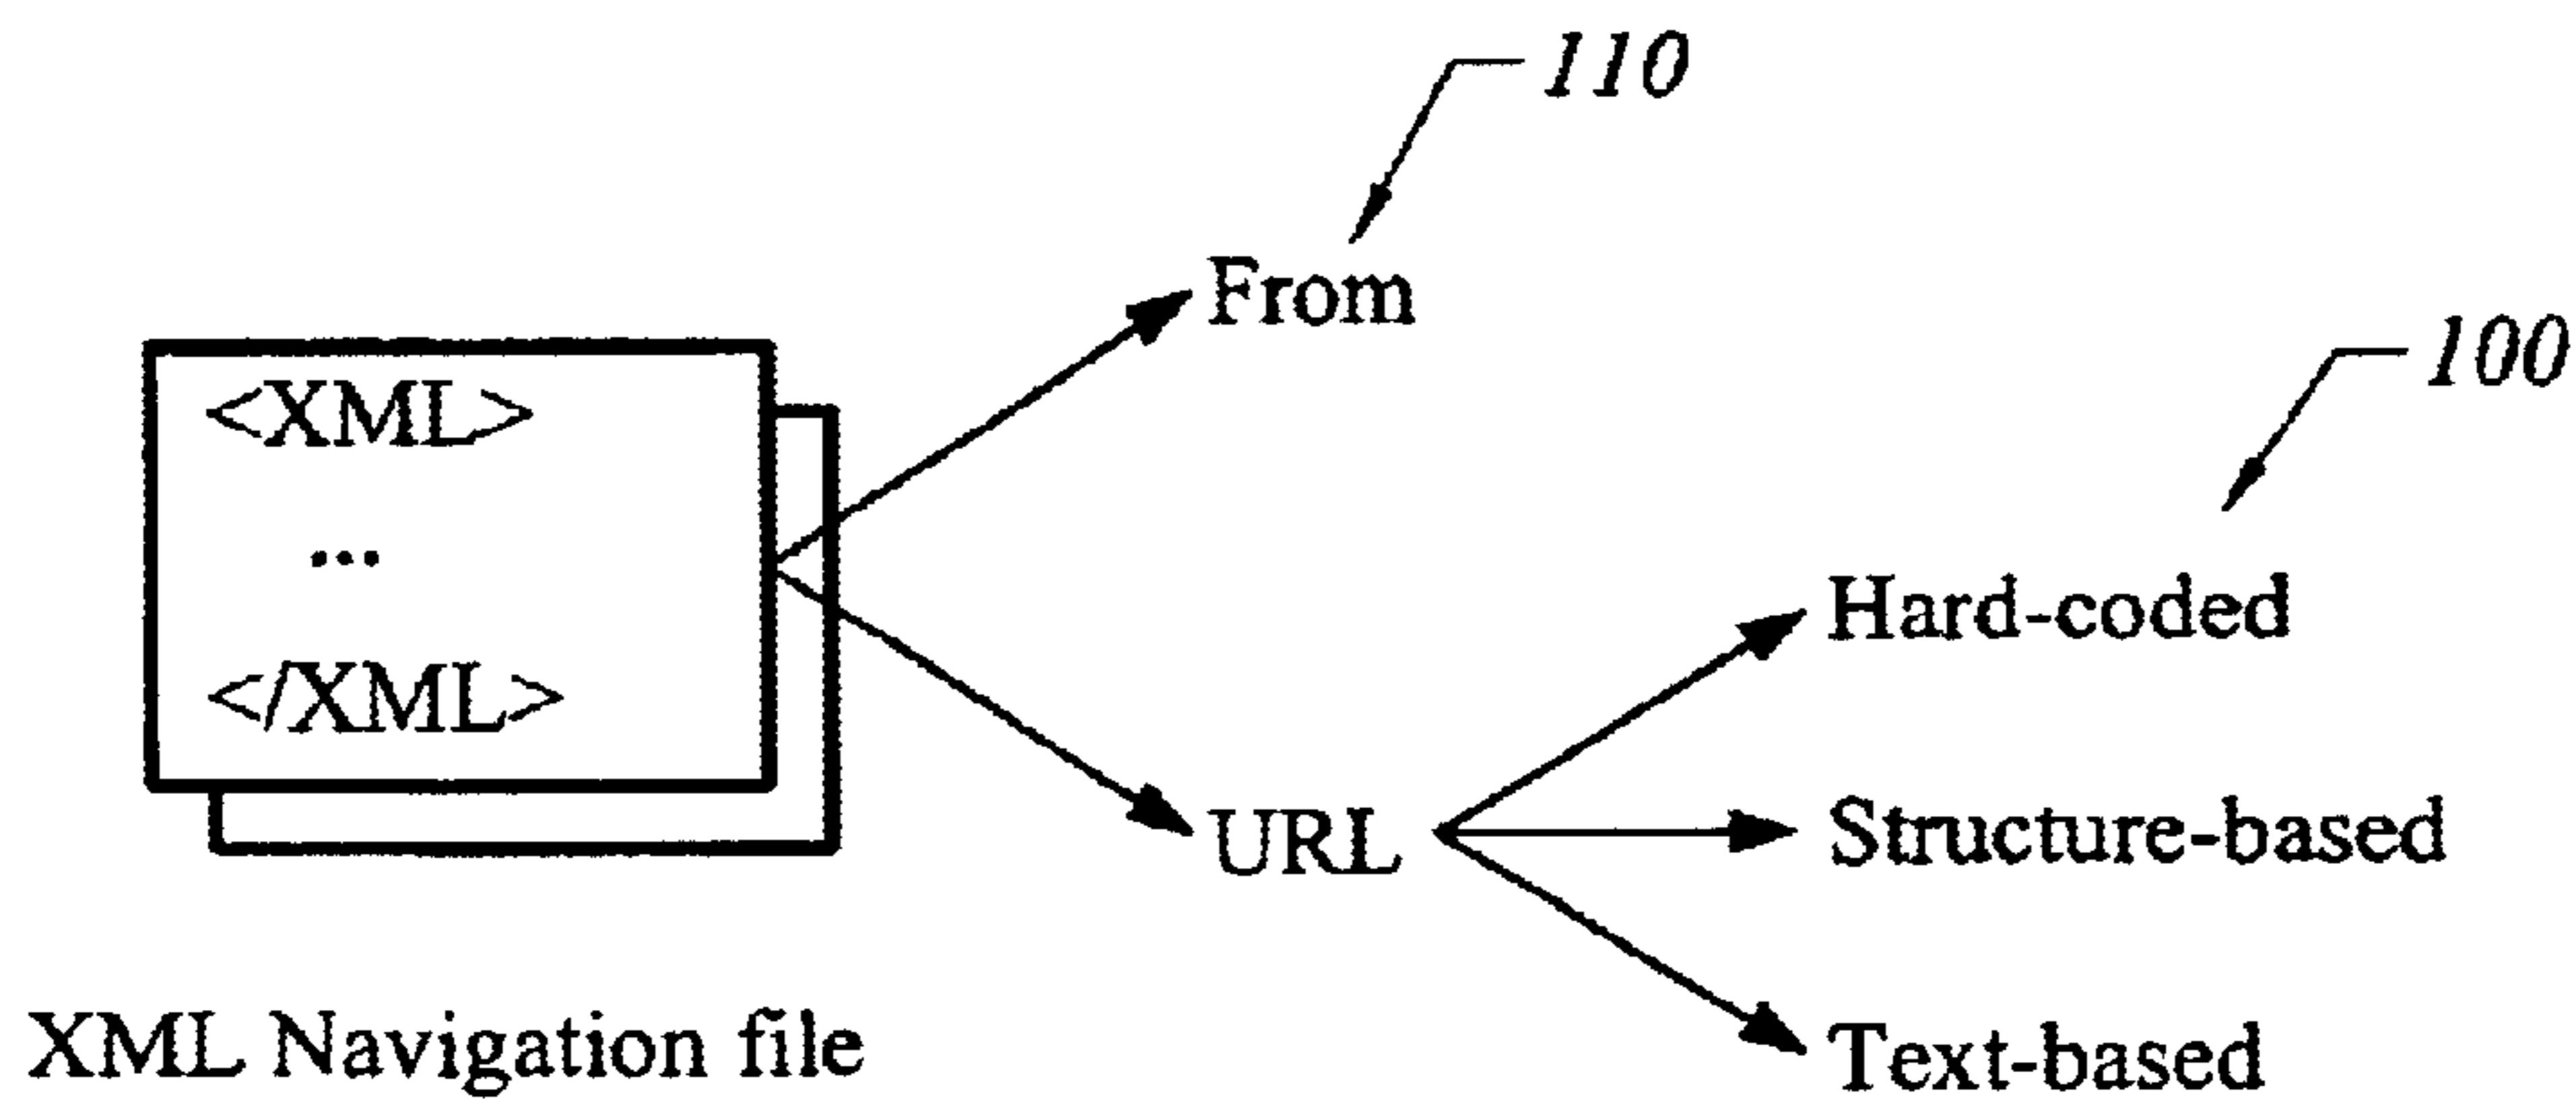 110
From
100
<XML>
...
</XML>
Hard-coded
Structure-based
URL
Text-based
XML Navigation file